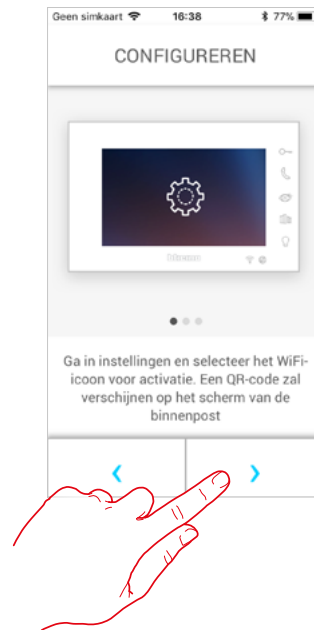 Geen simkaart 16:38 77%
CONFIGUREREN
bticino
Ga in instellingen en selecteer het WiFi-
icoon voor activatie. Een QR-code zal
verschijnen op het scherm van de
binnenpost